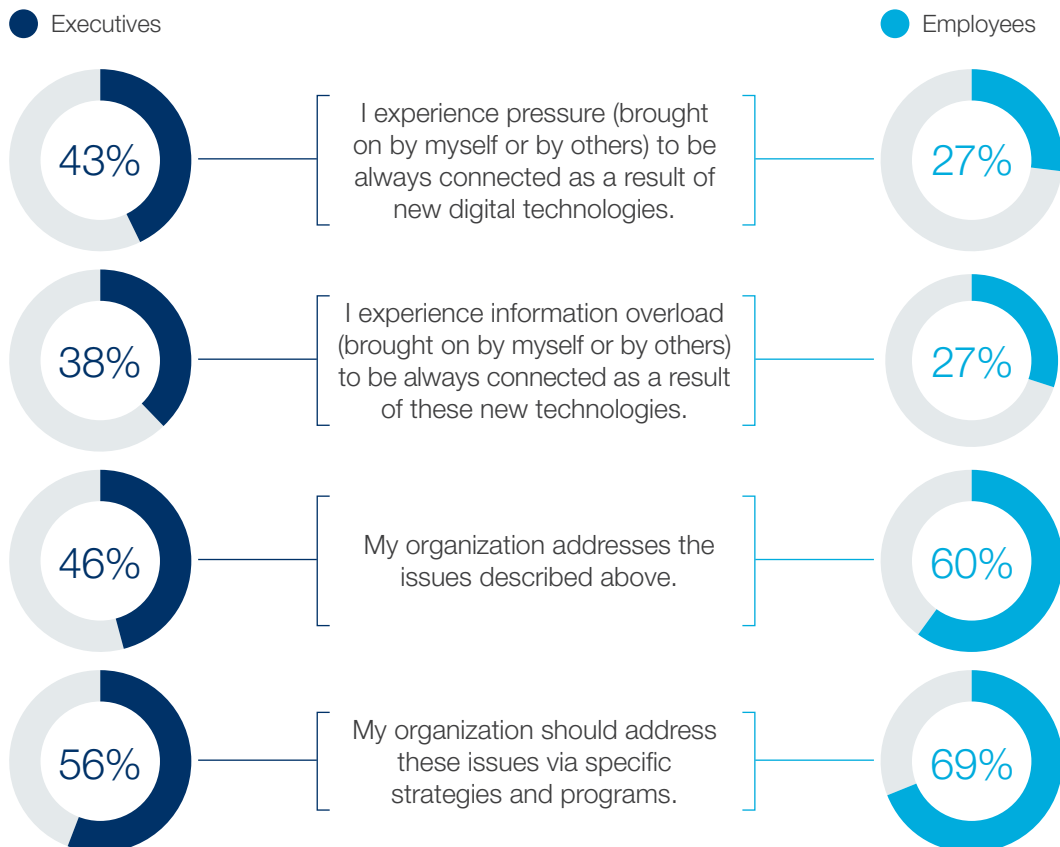 Executives
Employees
43%
I experience pressure (brought
on by myself or by others) to be
always connected as a result of
new digital technologies.
27%
38%
I experience information overload
(brought on by myself or by others)
to be always connected as a result
of these new technologies.
27%
46%
My organization addresses the
issues described above.
60%
56%
My organization should address
these issues via specific
strategies and programs.
69%